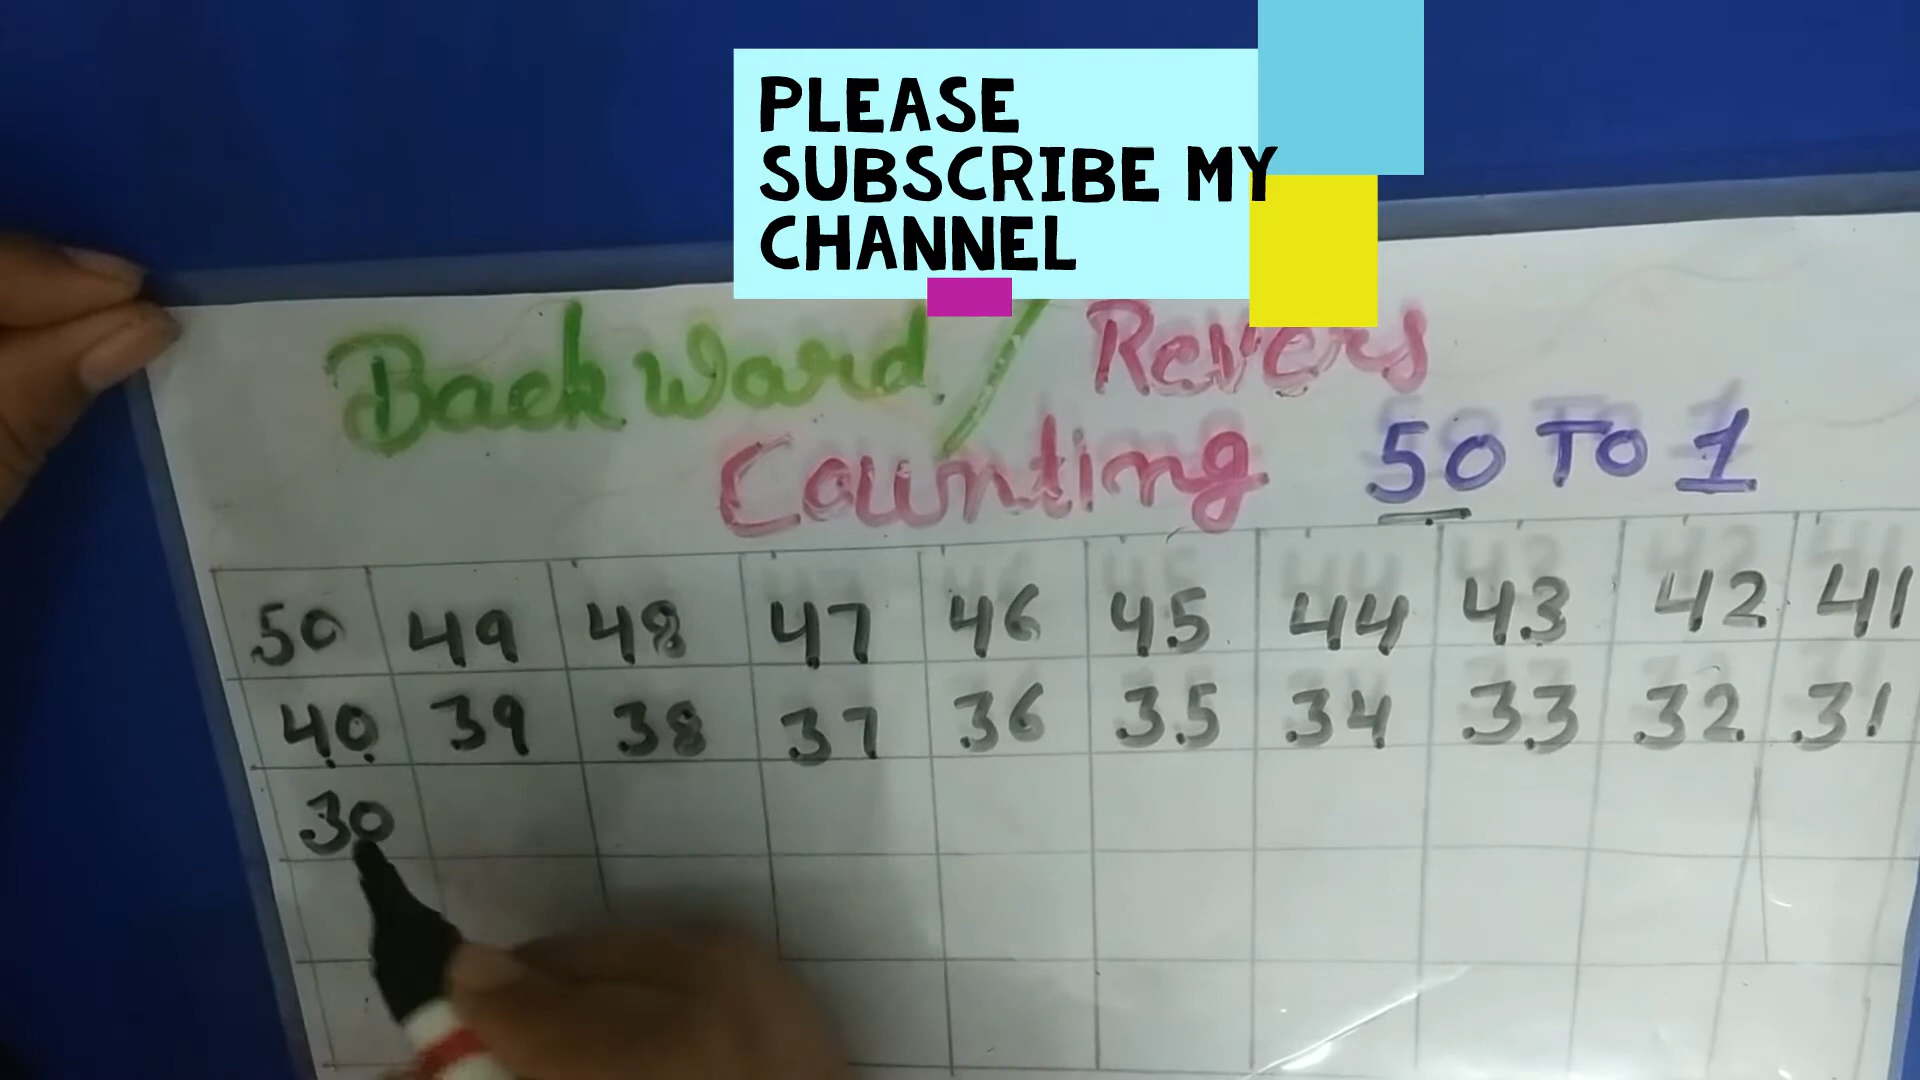 PLEASE
SUBSCRIBE MY
CHANNEL
BackWard / Revers
Counting 50 TO 1
50 49 48 47 46 45 44 43 42 41
40 39 38 37 36 35 34 33 32 31
30